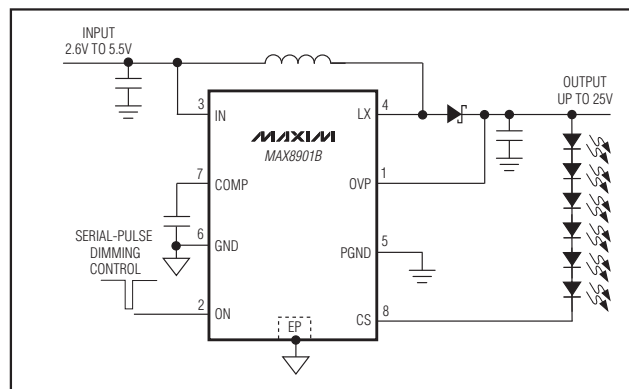 INPUT
2.6V TO 5.5V
OUTPUT
UP TO 25V
3
IN
4
LX
MAXIM
MAX8901B
7
COMP
1
OVP
SERIAL-PULSE
DIMMING
CONTROL
6
GND
5
PGND
2
ON
EP
8
CS